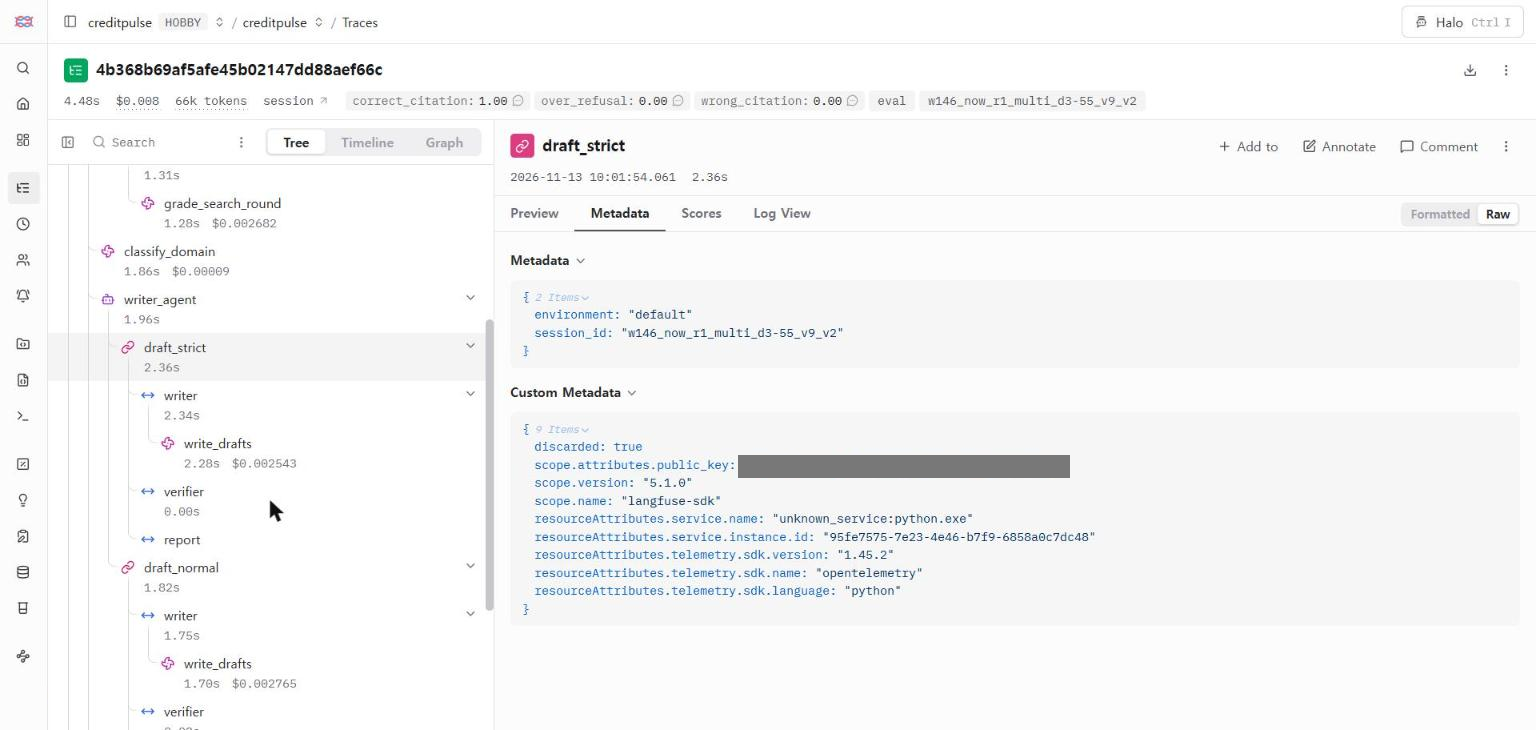 creditpulse HOBBY / creditpulse / Traces
Halo Ctrl I
4b368b69af5afe45b02147dd88aef66c
4.48s $0.008 66k tokens session ↗ correct_citation: 1.00 over_refusal: 0.00 wrong_citation: 0.00 eval w146_now_r1_multi_d3-55_v9_v2
Search
Tree Timeline Graph
1.31s
grade_search_round
1.28s $0.002682
classify_domain
1.86s $0.00009
writer_agent
1.96s
draft_strict
2.36s
writer
2.34s
write_drafts
2.28s $0.002543
verifier
0.00s
report
draft_normal
1.82s
writer
1.75s
write_drafts
1.70s $0.002765
verifier
draft_strict
+ Add to Annotate Comment
2026-11-13 10:01:54.061 2.36s
Preview Metadata Scores Log View
Formatted Raw
Metadata
{ 2 Items
environment: "default"
session_id: "w146_now_r1_multi_d3-55_v9_v2"
}
Custom Metadata
{ 9 Items
discarded: true
scope.attributes.public_key:
scope.version: "5.1.0"
scope.name: "langfuse-sdk"
resourceAttributes.service.name: "unknown_service:python.exe"
resourceAttributes.service.instance.id: "95fe7575-7e23-4e46-b7f9-6858a0c7dc48"
resourceAttributes.telemetry.sdk.version: "1.45.2"
resourceAttributes.telemetry.sdk.name: "opentelemetry"
resourceAttributes.telemetry.sdk.language: "python"
}